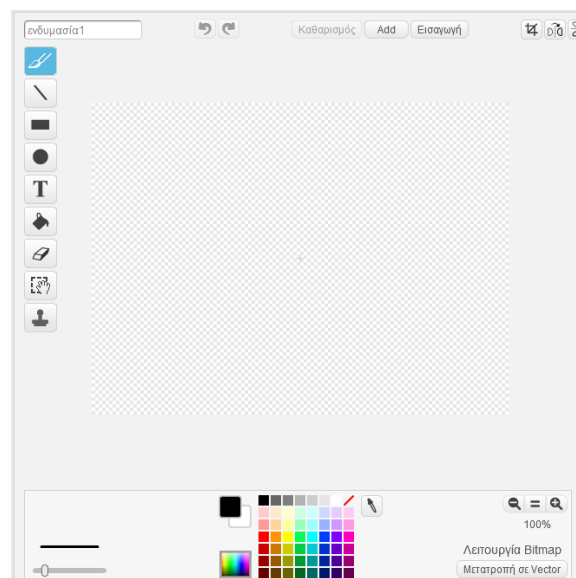 ενδυμασία1
Καθαρισμός Add Εισαγωγή
T
100%
Λειτουργία Bitmap
Μετατροπή σε Vector